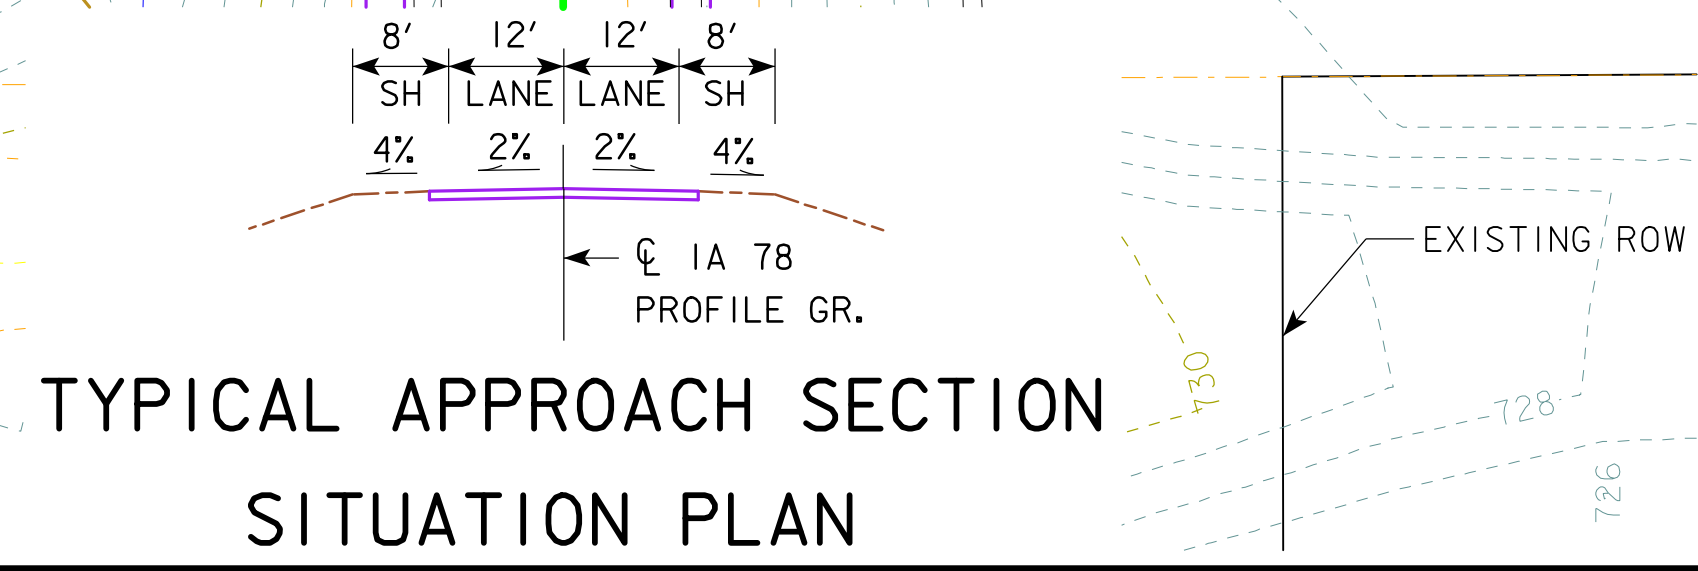 8' 12' 12' 8'
SH LANE LANE SH
4% 2% 2% 4%
℄ IA 78
PROFILE GR.
TYPICAL APPROACH SECTION
SITUATION PLAN
EXISTING ROW
730
728
726